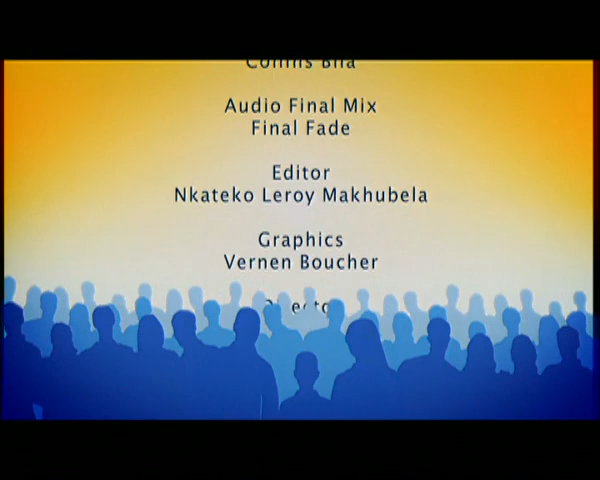 Audio Final Mix
Final Fade
Editor
Nkateko Leroy Makhubela
Graphics
Vernen Boucher